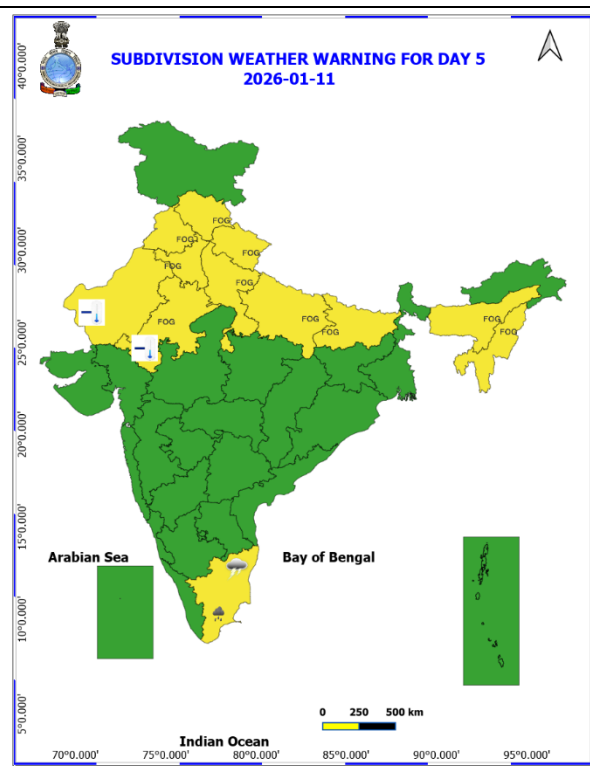 SUBDIVISION WEATHER WARNING FOR DAY 5
2026-01-11
40°0.000'
35°0.000'
30°0.000'
25°0.000'
20°0.000'
15°0.000'
10°0.000'
5°0.000'
FOG
FOG
FOG
FOG
FOG
FOG
FOG
FOG
FOG
Arabian Sea
Bay of Bengal
0 250 500 km
Indian Ocean
70°0.000' 75°0.000' 80°0.000' 85°0.000' 90°0.000' 95°0.000'